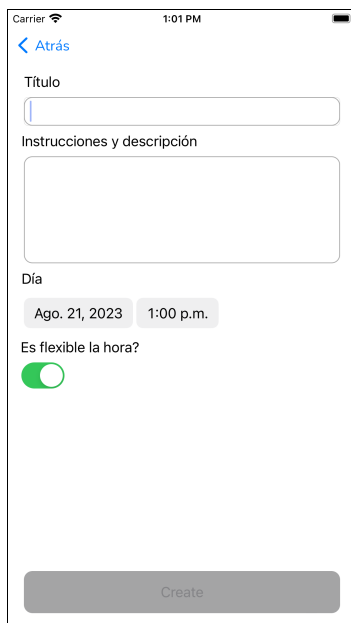 Carrier 1:01 PM
Atrás
Título
Instrucciones y descripción
Día
Ago. 21, 2023 1:00 p.m.
Es flexible la hora?
Create